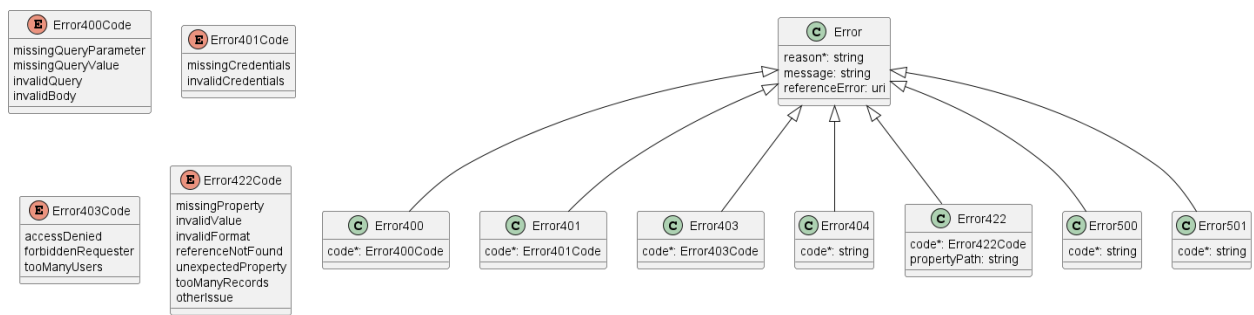 E Error400Code
missingQueryParameter
missingQueryValue
invalidQuery
invalidBody
E Error401Code
missingCredentials
invalidCredentials
C Error
reason*: string
message: string
referenceError: uri
E Error403Code
accessDenied
forbiddenRequester
tooManyUsers
E Error422Code
missingProperty
invalidValue
invalidFormat
referenceNotFound
unexpectedProperty
tooManyRecords
otherIssue
C Error400
code*: Error400Code
C Error401
code*: Error401Code
C Error403
code*: Error403Code
C Error404
code*: string
C Error422
code*: Error422Code
propertyPath: string
C Error500
code*: string
C Error501
code*: string